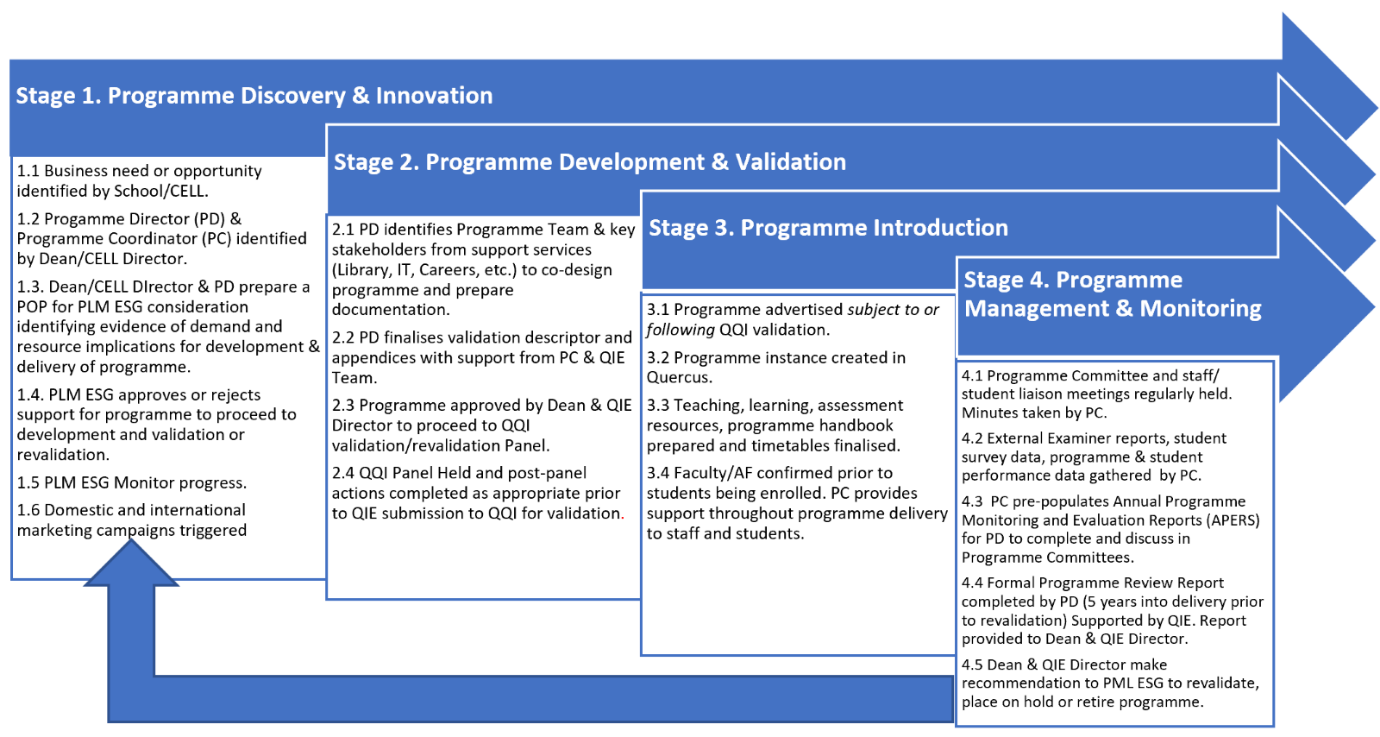 Stage 1. Programme Discovery & Innovation
1.1 Business need or opportunity
identified by School/CELL.
1.2 Progamme Director (PD) &
Programme Coordinator (PC) identified
by Dean/CELL Director.
1.3. Dean/CELL DIrector & PD prepare a
POP for PLM ESG consideration
identifying evidence of demand and
resource implications for development &
delivery of programme.
1.4. PLM ESG approves or rejects
support for programme to proceed to
development and validation or
revalidation.
1.5 PLM ESG Monitor progress.
1.6 Domestic and international
marketing campaigns triggered
Stage 2. Programme Development & Validation
2.1 PD identifies Programme Team & key
stakeholders from support services
(Library, IT, Careers, etc.) to co-design
programme and prepare
documentation.
2.2 PD finalises validation descriptor and
appendices with support from PC & QIE
Team.
2.3 Programme approved by Dean & QIE
Director to proceed to QQI
validation/revalidation Panel.
2.4 QQI Panel Held and post-panel
actions completed as appropriate prior
to QIE submission to QQI for validation.
Stage 3. Programme Introduction
3.1 Programme advertised subject to or
following QQI validation.
3.2 Programme instance created in
Quercus.
3.3 Teaching, learning, assessment
resources, programme handbook
prepared and timetables finalised.
3.4 Faculty/AF confirmed prior to
students being enrolled. PC provides
support throughout programme delivery
to staff and students.
Stage 4. Programme
Management & Monitoring
4.1 Programme Committee and staff/
student liaison meetings regularly held.
Minutes taken by PC.
4.2 External Examiner reports, student
survey data, programme & student
performance data gathered by PC.
4.3 PC pre-populates Annual Programme
Monitoring and Evaluation Reports (APERS)
for PD to complete and discuss in
Programme Committees.
4.4 Formal Programme Review Report
completed by PD (5 years into delivery prior
to revalidation) Supported by QIE. Report
provided to Dean & QIE Director.
4.5 Dean & QIE Director make
recommendation to PML ESG to revalidate,
place on hold or retire programme.